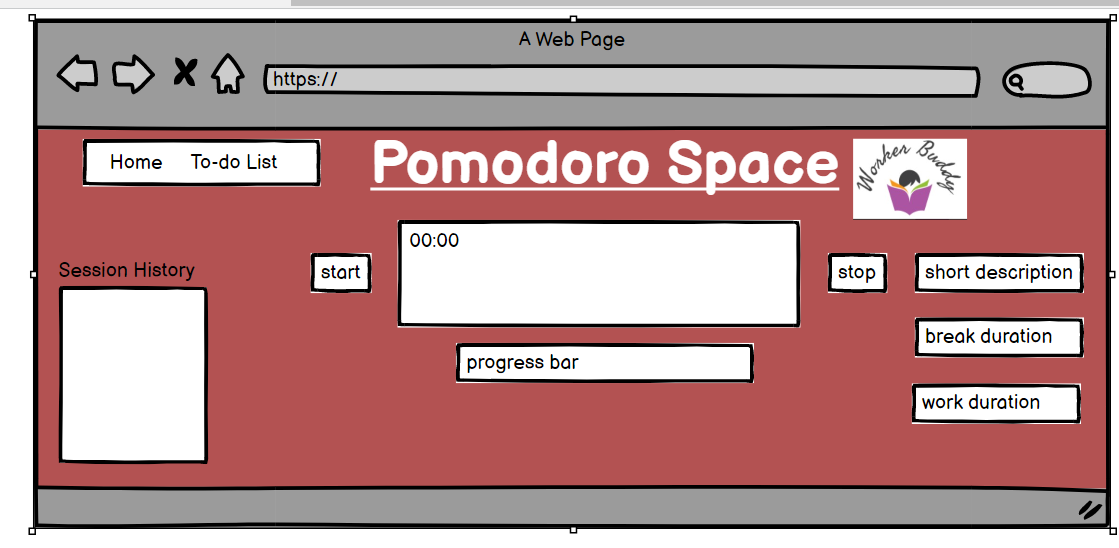 A Web Page
https://
Home To-do List
Pomodoro Space
Worker Buddy
00:00
Session History
start
stop
short description
break duration
progress bar
work duration